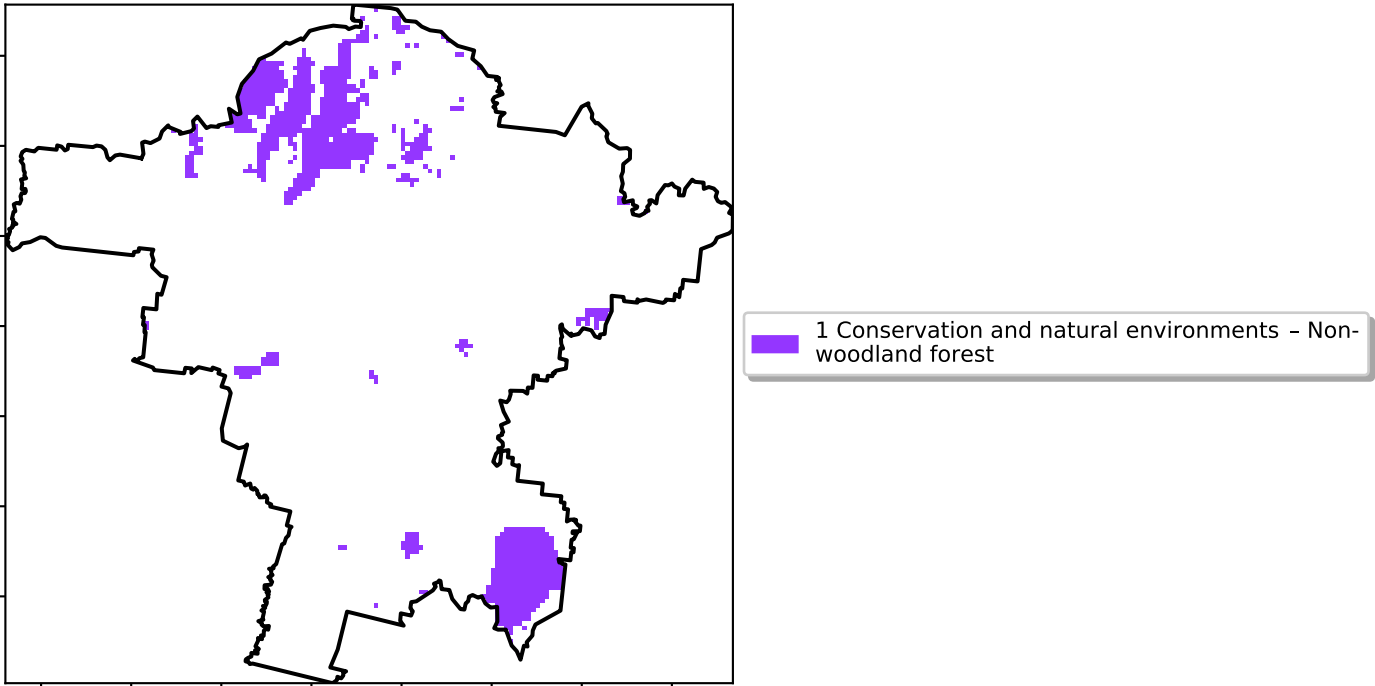 1 Conservation and natural environments – Non-
woodland forest